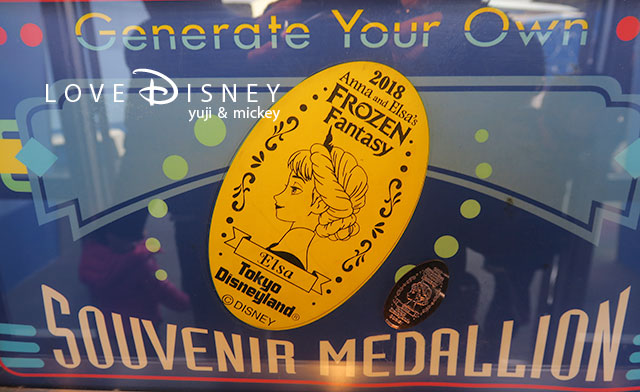 Generate Your Own
LOVE DISNEY
yuji & mickey
2018
Anna and Elsa's
FROZEN
Fantasy
Elsa
Tokyo
Disneyland®
© DISNEY
SOUVENIR MEDALLION